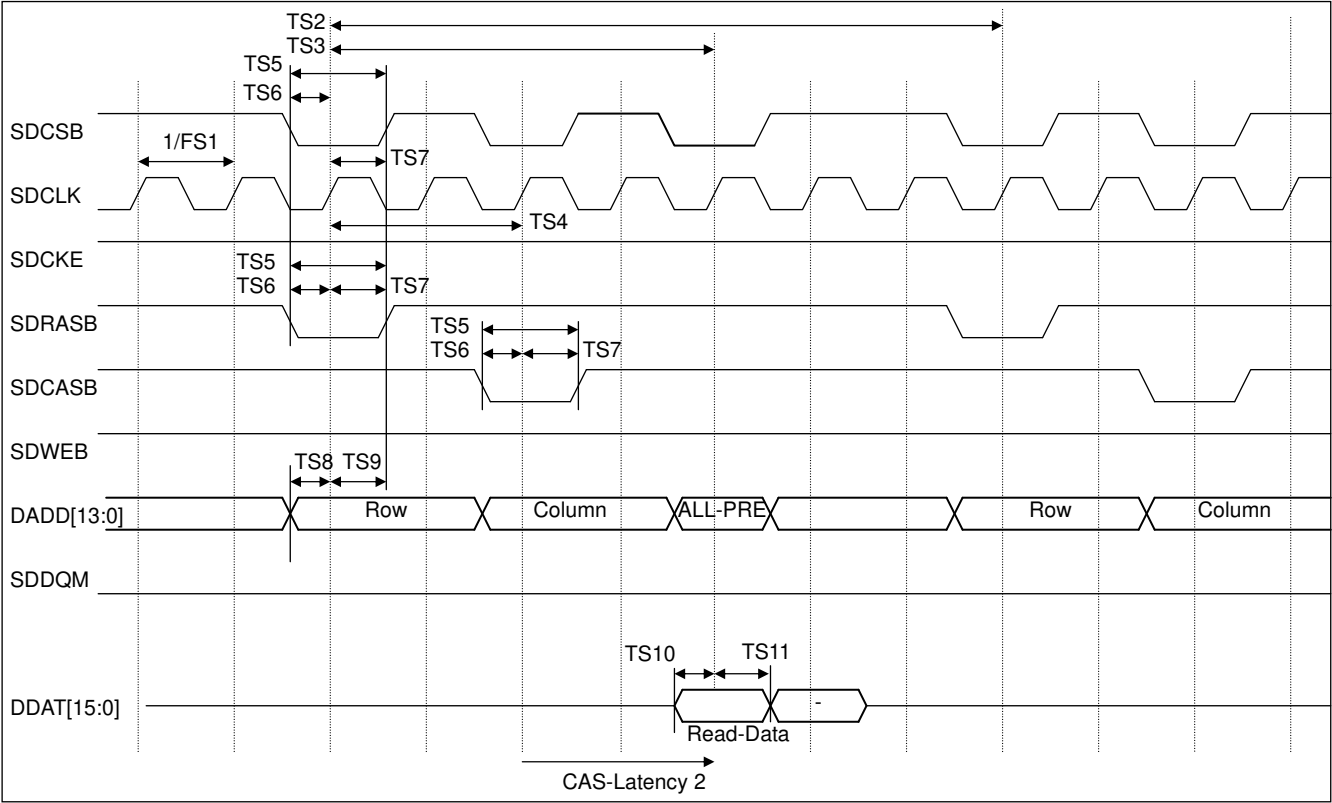 TS2
TS3
TS5
TS6
SDCSB
1/FS1
TS7
SDCLK
TS4
SDCKE
TS5
TS6 TS7
SDRASB
TS5
TS6 TS7
SDCASB
SDWEB
TS8 TS9
DADD[13:0] Row Column ALL-PRE Row Column
SDDQM
TS10 TS11
DDAT[15:0] -
Read-Data
CAS-Latency 2